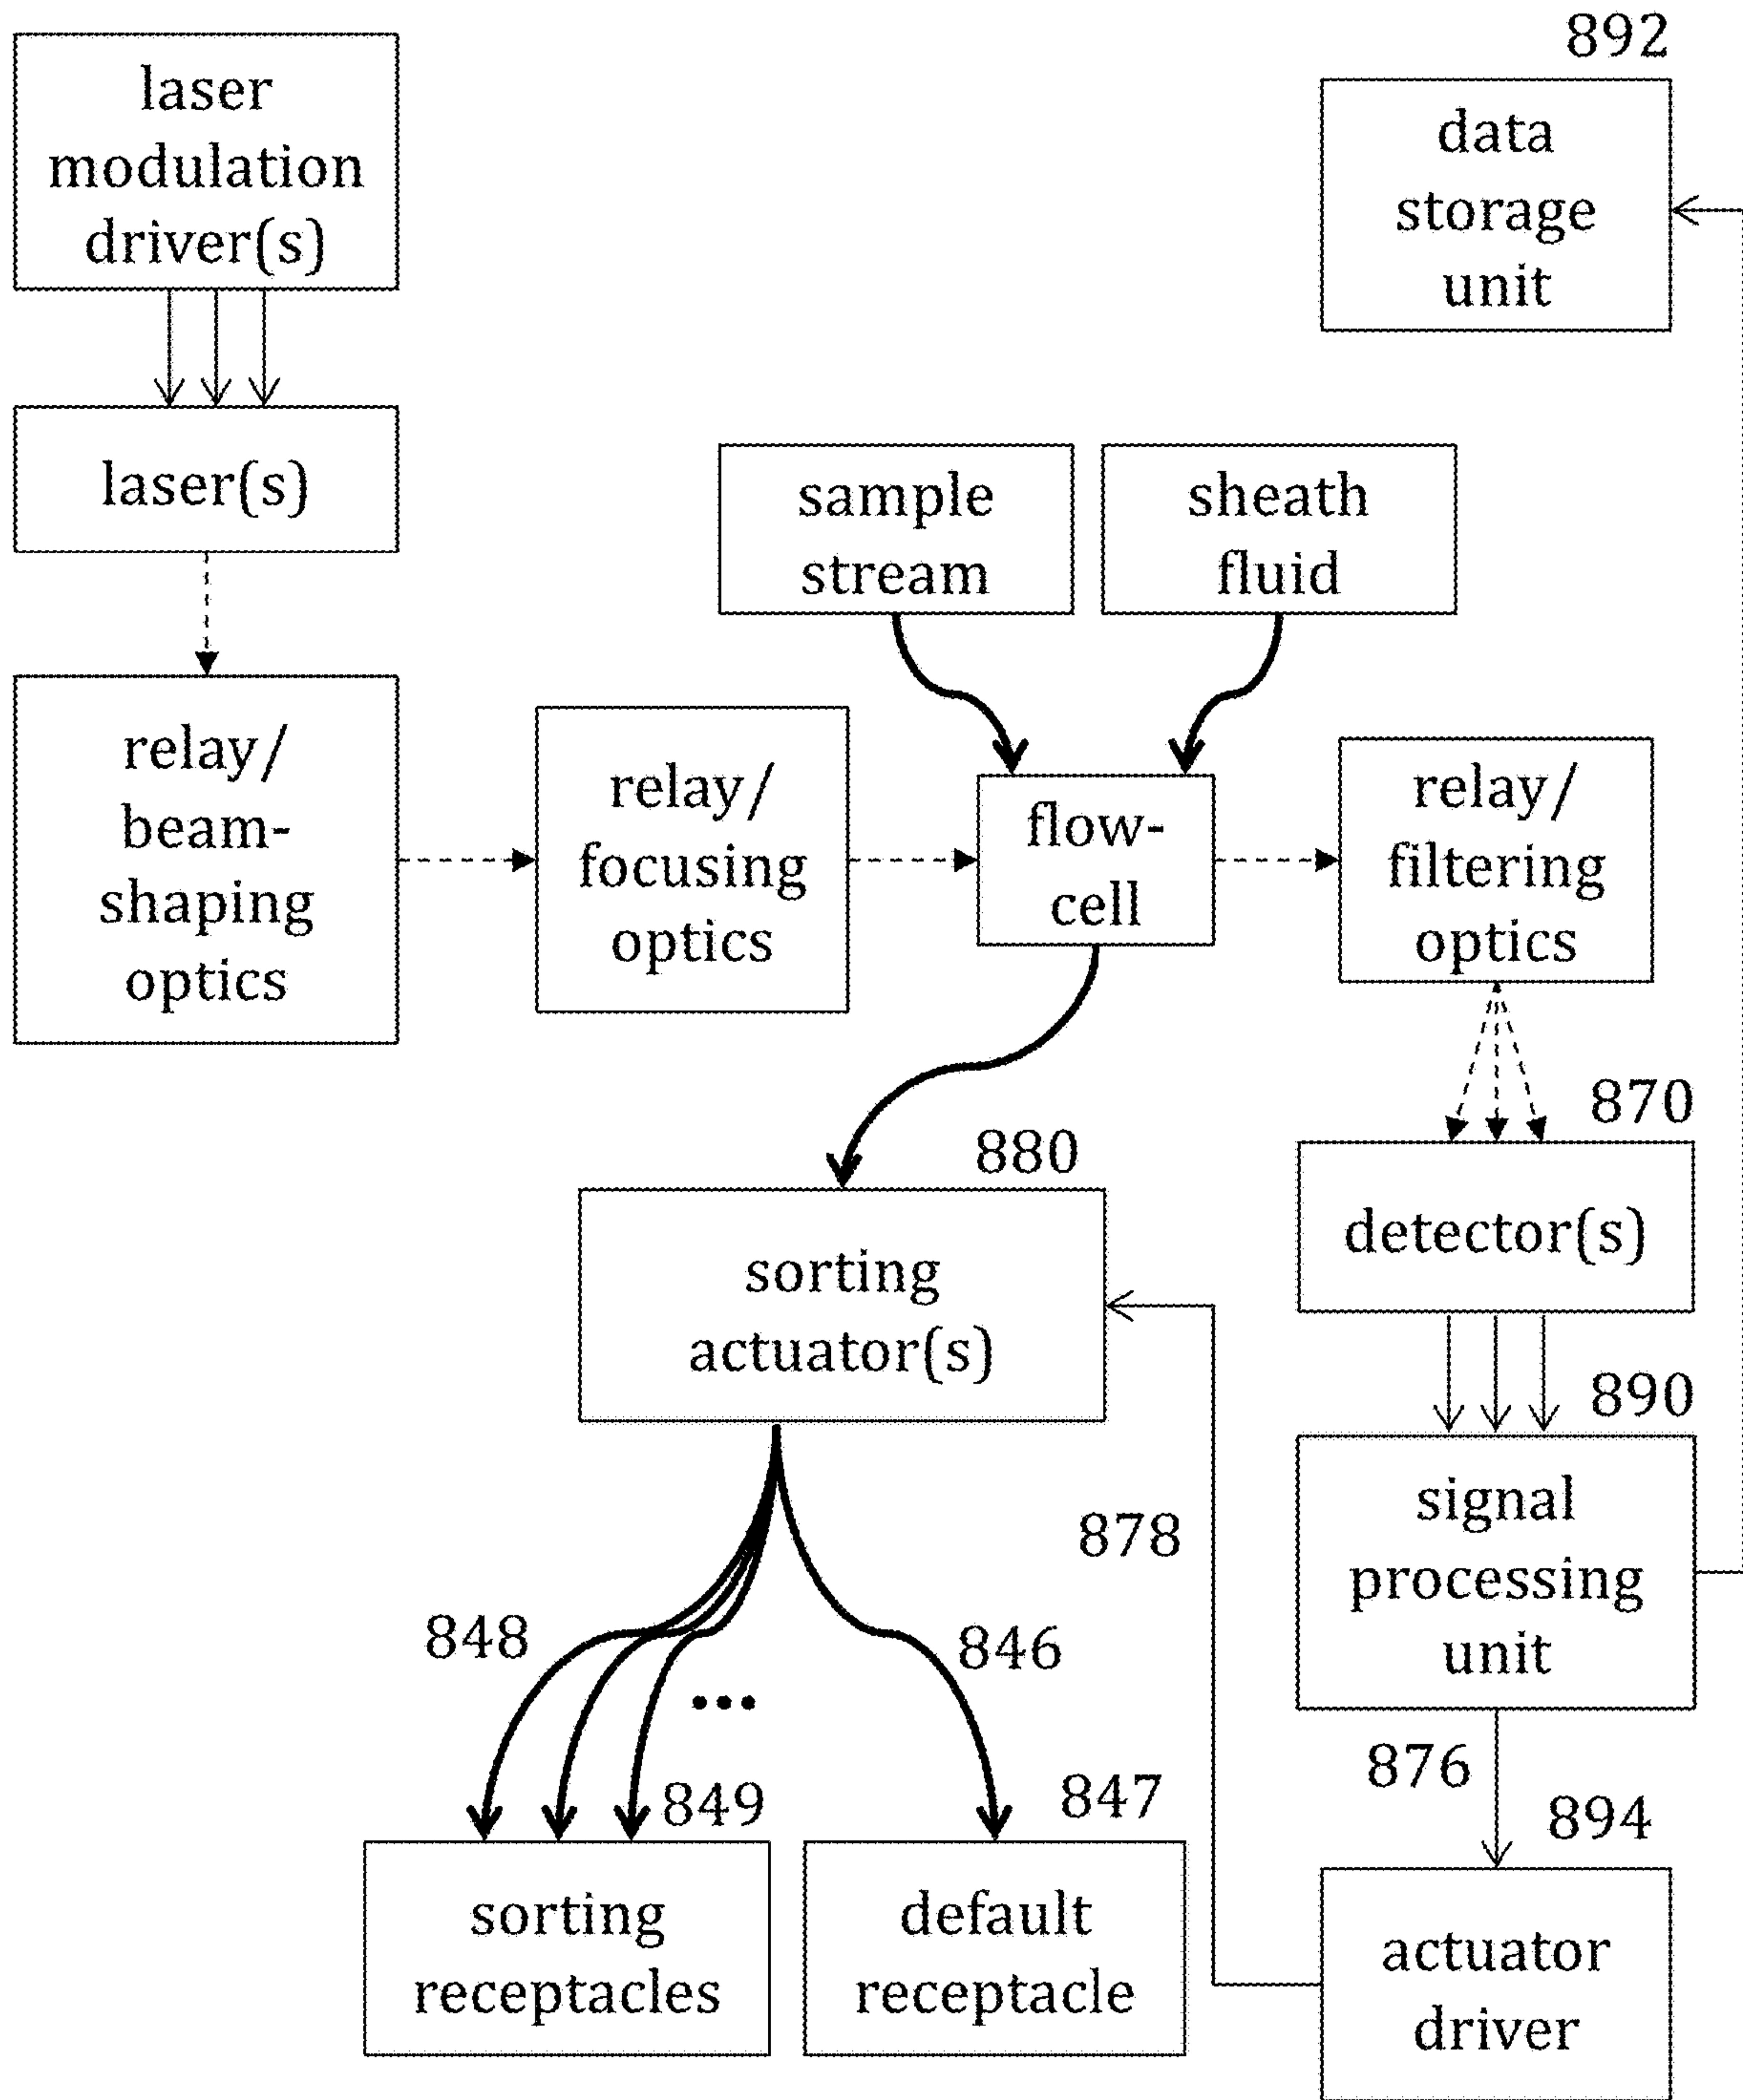 892
laser
modulation
driver(s)
data
storage
unit
laser(s)
sample
stream
sheath
fluid
relay/
beam-
shaping
optics
relay/
focusing
optics
flow-
cell
relay/
filtering
optics
870
880
detector(s)
sorting
actuator(s)
890
signal
processing
unit
878
848
846
876
849
847
894
sorting
receptacles
default
receptacle
actuator
driver